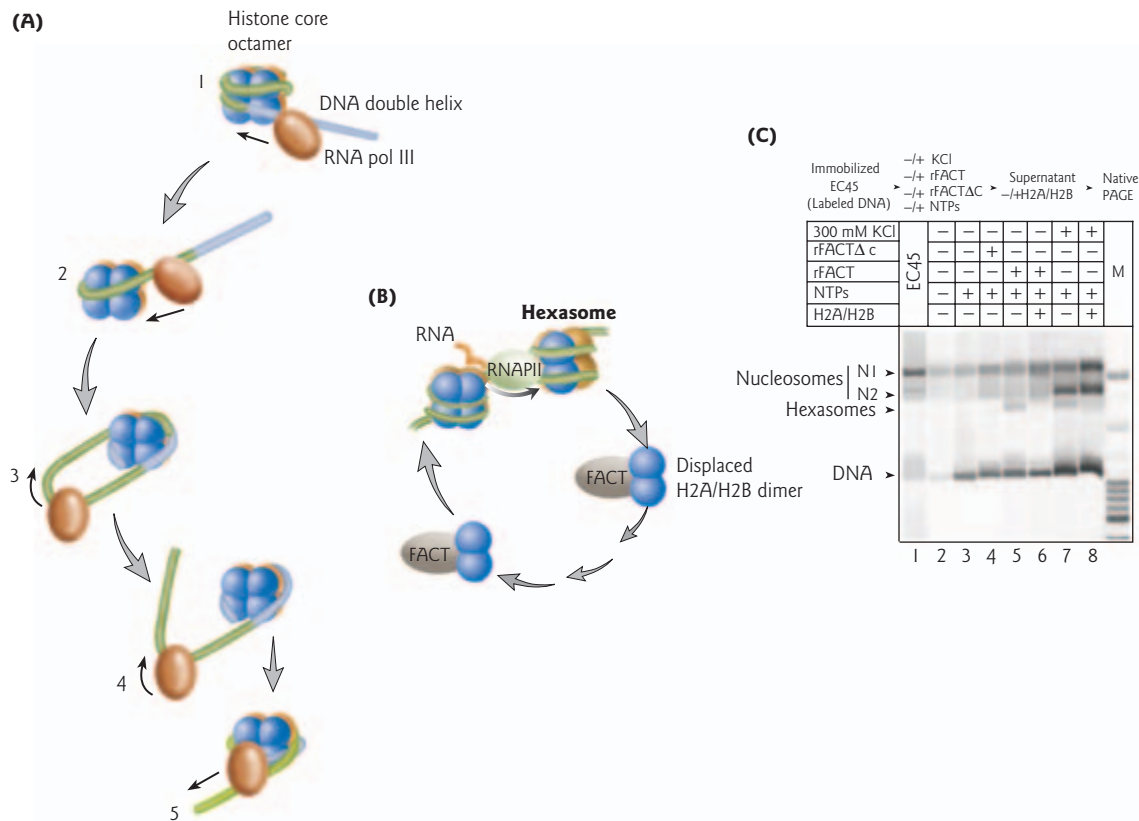 (A)
Histone core
octamer
1
DNA double helix
RNA pol III
2
3
4
5
(B)
Hexasome
RNA
RNAPII
FACT
Displaced
H2A/H2B dimer
FACT
(C)
Immobilized
EC45
(Labeled DNA)
−/+ KCl
−/+ rFACT
−/+ rFACTΔC
−/+ NTPs
Supernatant
−/+H2A/H2B
Native
PAGE
300 mM KCl EC45 − − − − − + + M
rFACTΔ c − − + − − − −
rFACT − − − + + − −
NTPs − + + + + + +
H2A/H2B − − − − + − +
Nucleosomes
N1
N2
Hexasomes
DNA
1 2 3 4 5 6 7 8